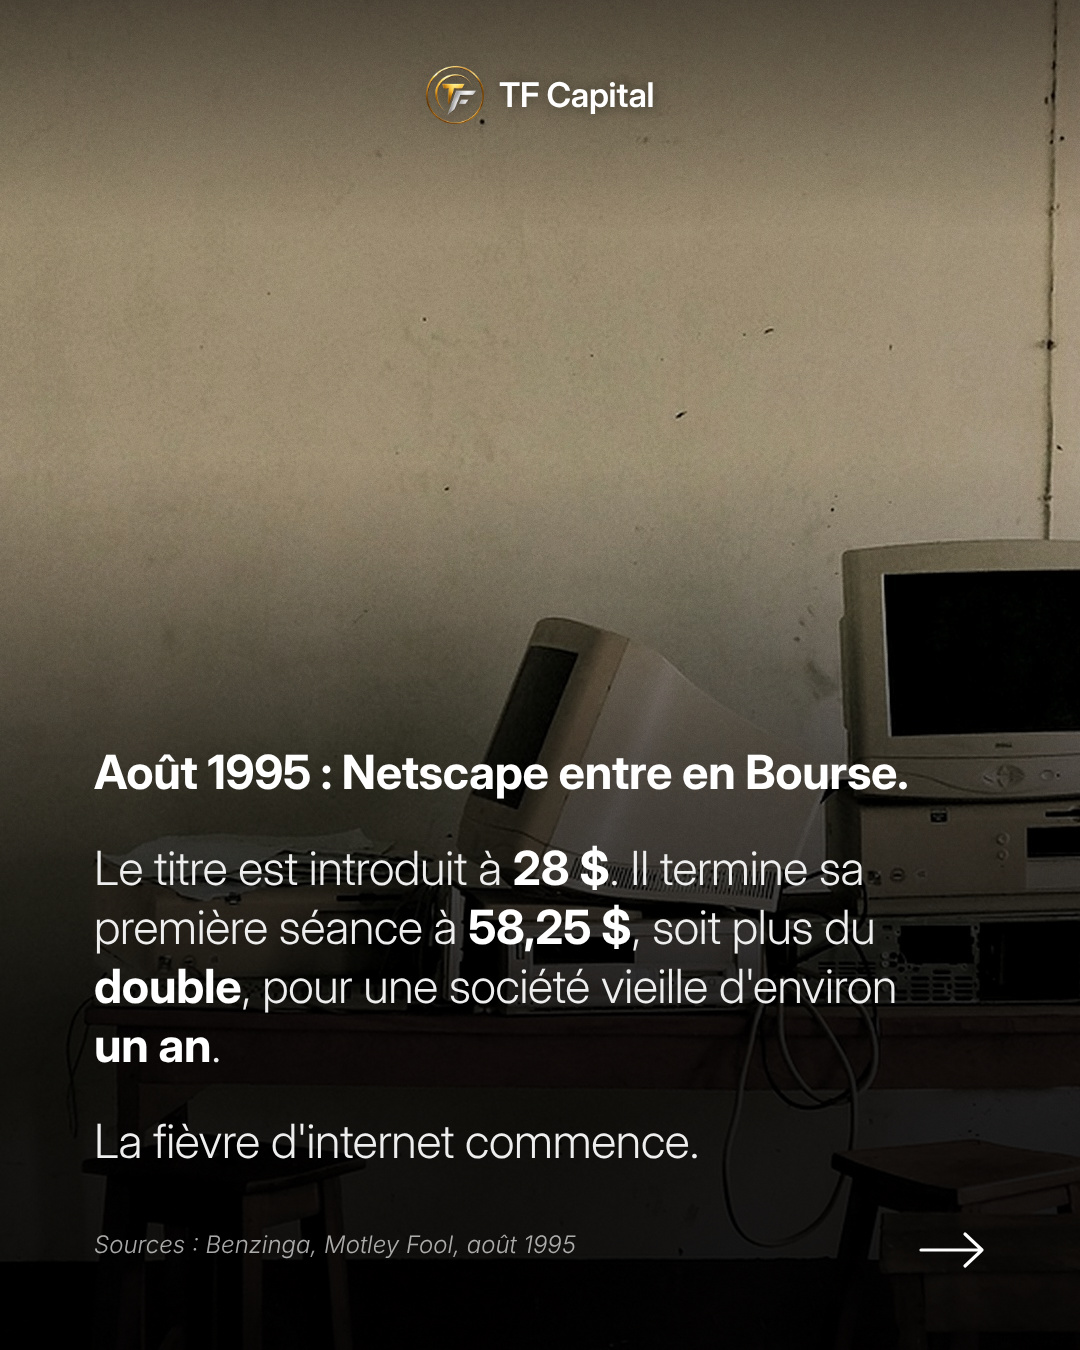 TF Capital
Août 1995 : Netscape entre en Bourse.
Le titre est introduit à 28 $. Il termine sa
première séance à 58,25 $, soit plus du
double, pour une société vieille d'environ
un an.
La fièvre d'internet commence.
Sources : Benzinga, Motley Fool, août 1995
DELL